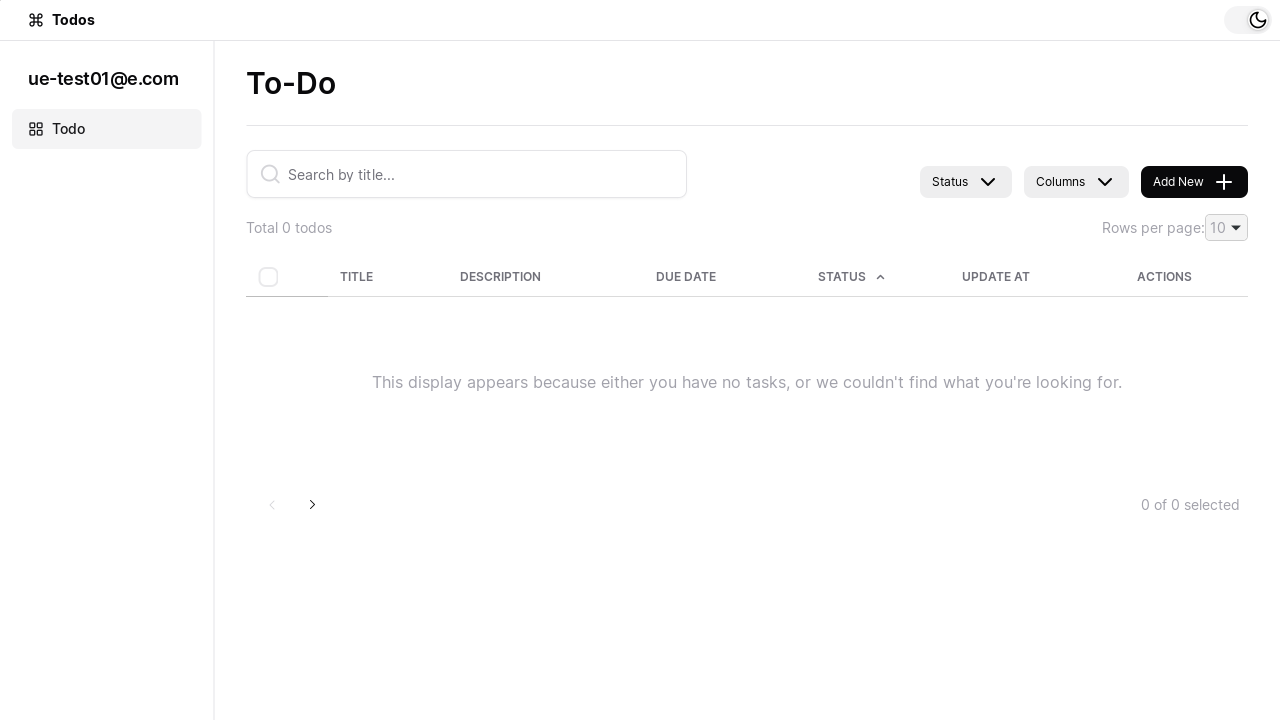 Todos
ue-test01@e.com
Todo
To-Do
Search by title...
Status
Columns
Add New
Total 0 todos
Rows per page: 10
TITLE DESCRIPTION DUE DATE STATUS UPDATE AT ACTIONS
This display appears because either you have no tasks, or we couldn't find what you're looking for.
0 of 0 selected